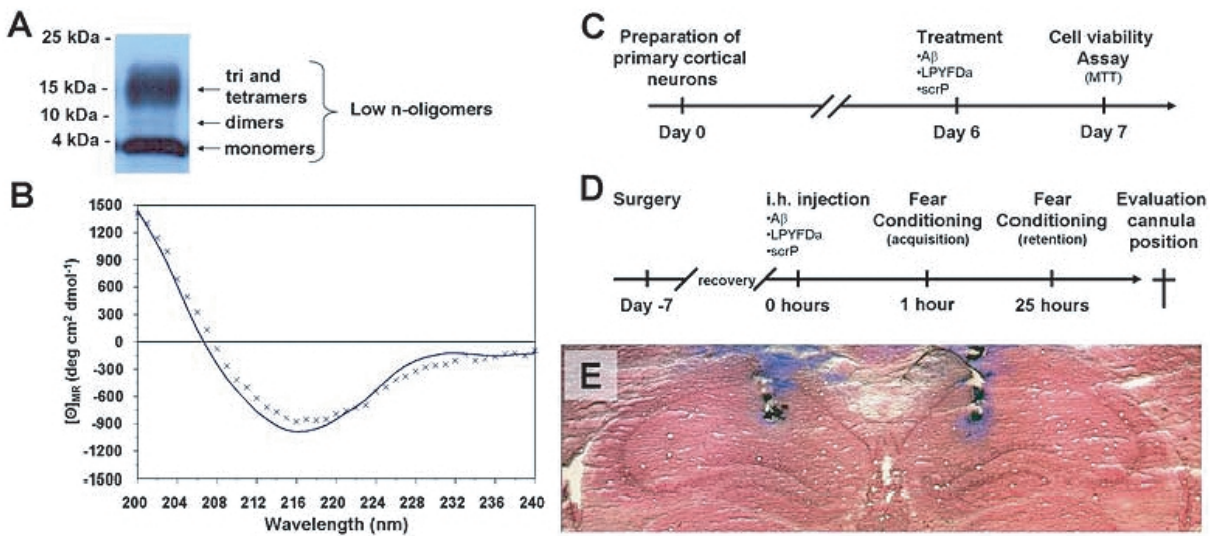 A
25 kDa -
15 kDa -
10 kDa -
4 kDa -
tri and
tetramers
dimers
monomers
Low n-oligomers
B
1500
1200
900
600
300
0
-300
-600
-900
-1200
-1500
[Θ]MR (deg cm2 dmol-1)
200 204 208 212 216 220 224 228 232 236 240
Wavelength (nm)
C
Preparation of
primary cortical
neurons
Treatment
•Aβ
•LPYFDa
•scrP
Cell viability
Assay
(MTT)
Day 0
Day 6
Day 7
D
Surgery
i.h. injection
•Aβ
•LPYFDa
•scrP
Fear
Conditioning
(acquisition)
Fear
Conditioning
(retention)
Evaluation
cannula
position
recovery
Day -7
0 hours
1 hour
25 hours
E